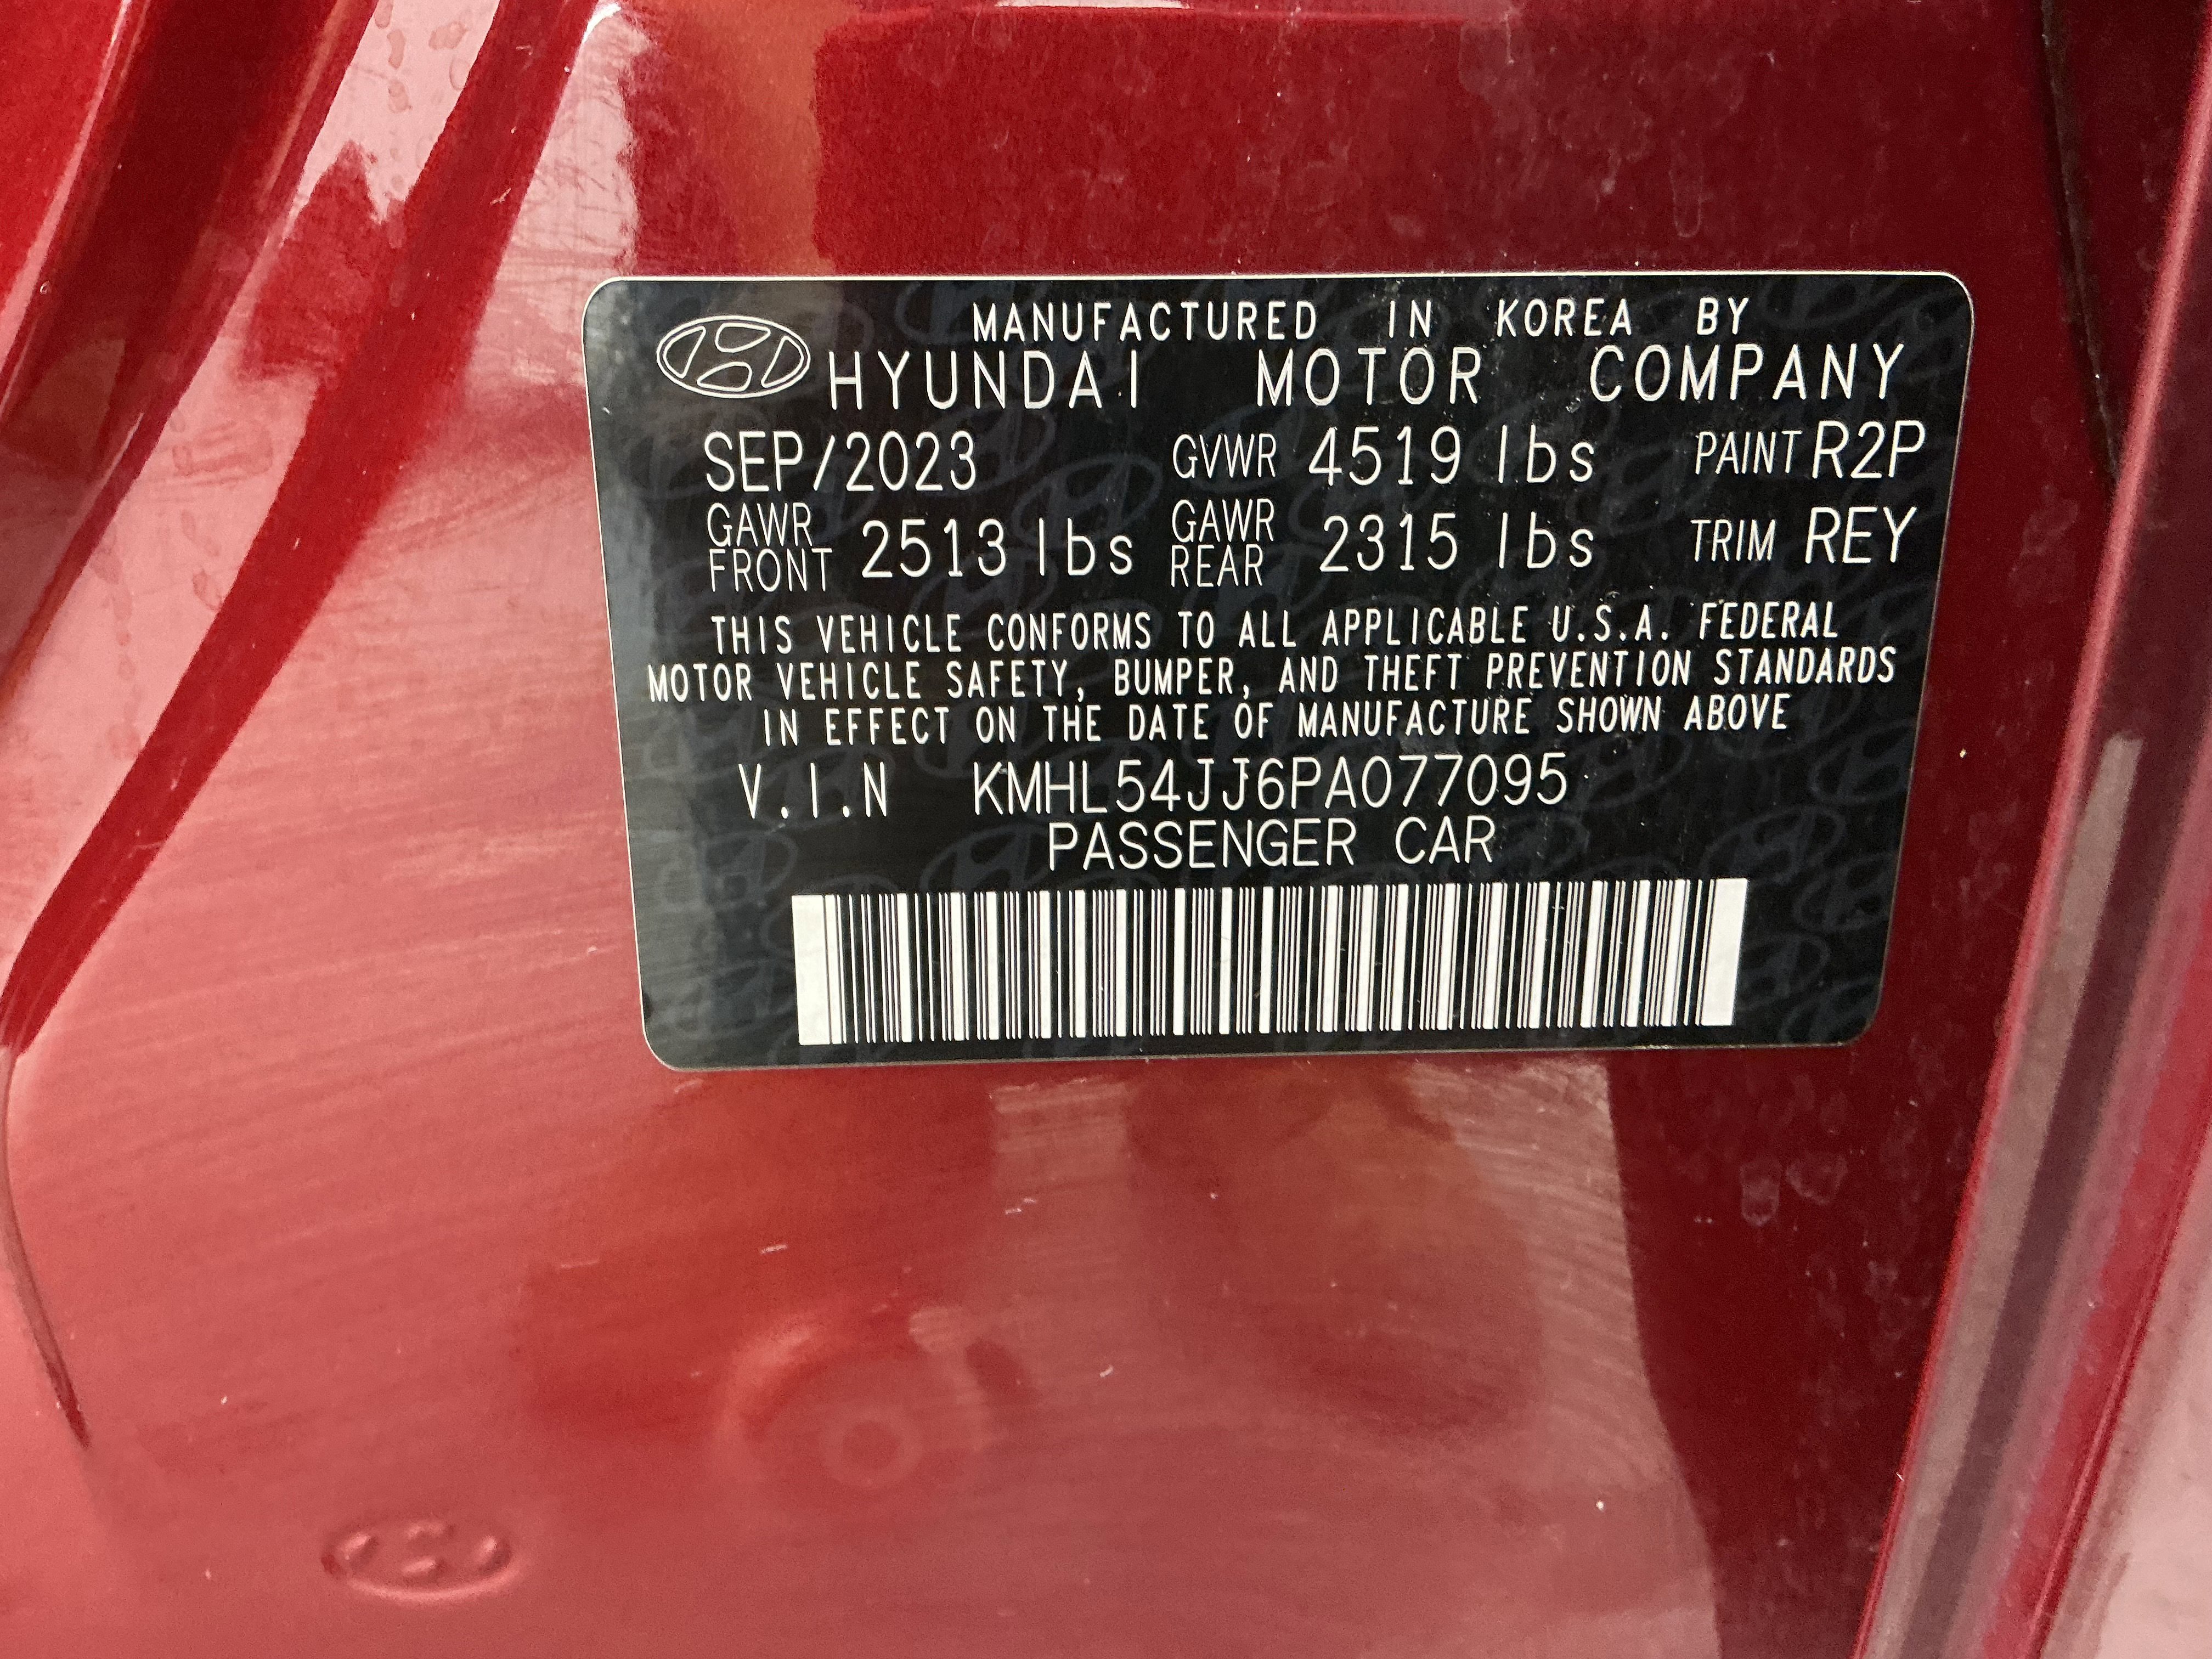 MANUFACTURED IN KOREA BY
HYUNDAI MOTOR COMPANY
SEP/2023 GVWR 4519 lbs PAINT R2P
GAWR FRONT 2513 lbs GAWR REAR 2315 lbs TRIM REY
THIS VEHICLE CONFORMS TO ALL APPLICABLE U.S.A. FEDERAL
MOTOR VEHICLE SAFETY, BUMPER, AND THEFT PREVENTION STANDARDS
IN EFFECT ON THE DATE OF MANUFACTURE SHOWN ABOVE
V.I.N KMHL54JJ6PA077095
PASSENGER CAR